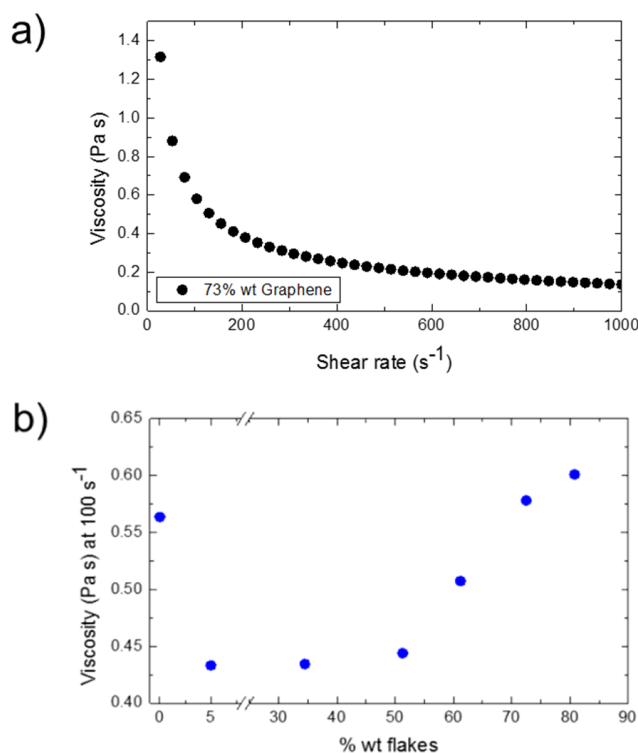 a)
1.4
1.2
1.0
0.8
0.6
0.4
0.2
0.0
Viscosity (Pa s)
73% wt Graphene
0 200 400 600 800 1000
Shear rate (s⁻¹)
b)
0.65
0.60
0.55
0.50
0.45
0.40
Viscosity (Pa s) at 100 s⁻¹
0 5 30 40 50 60 70 80 90
% wt flakes